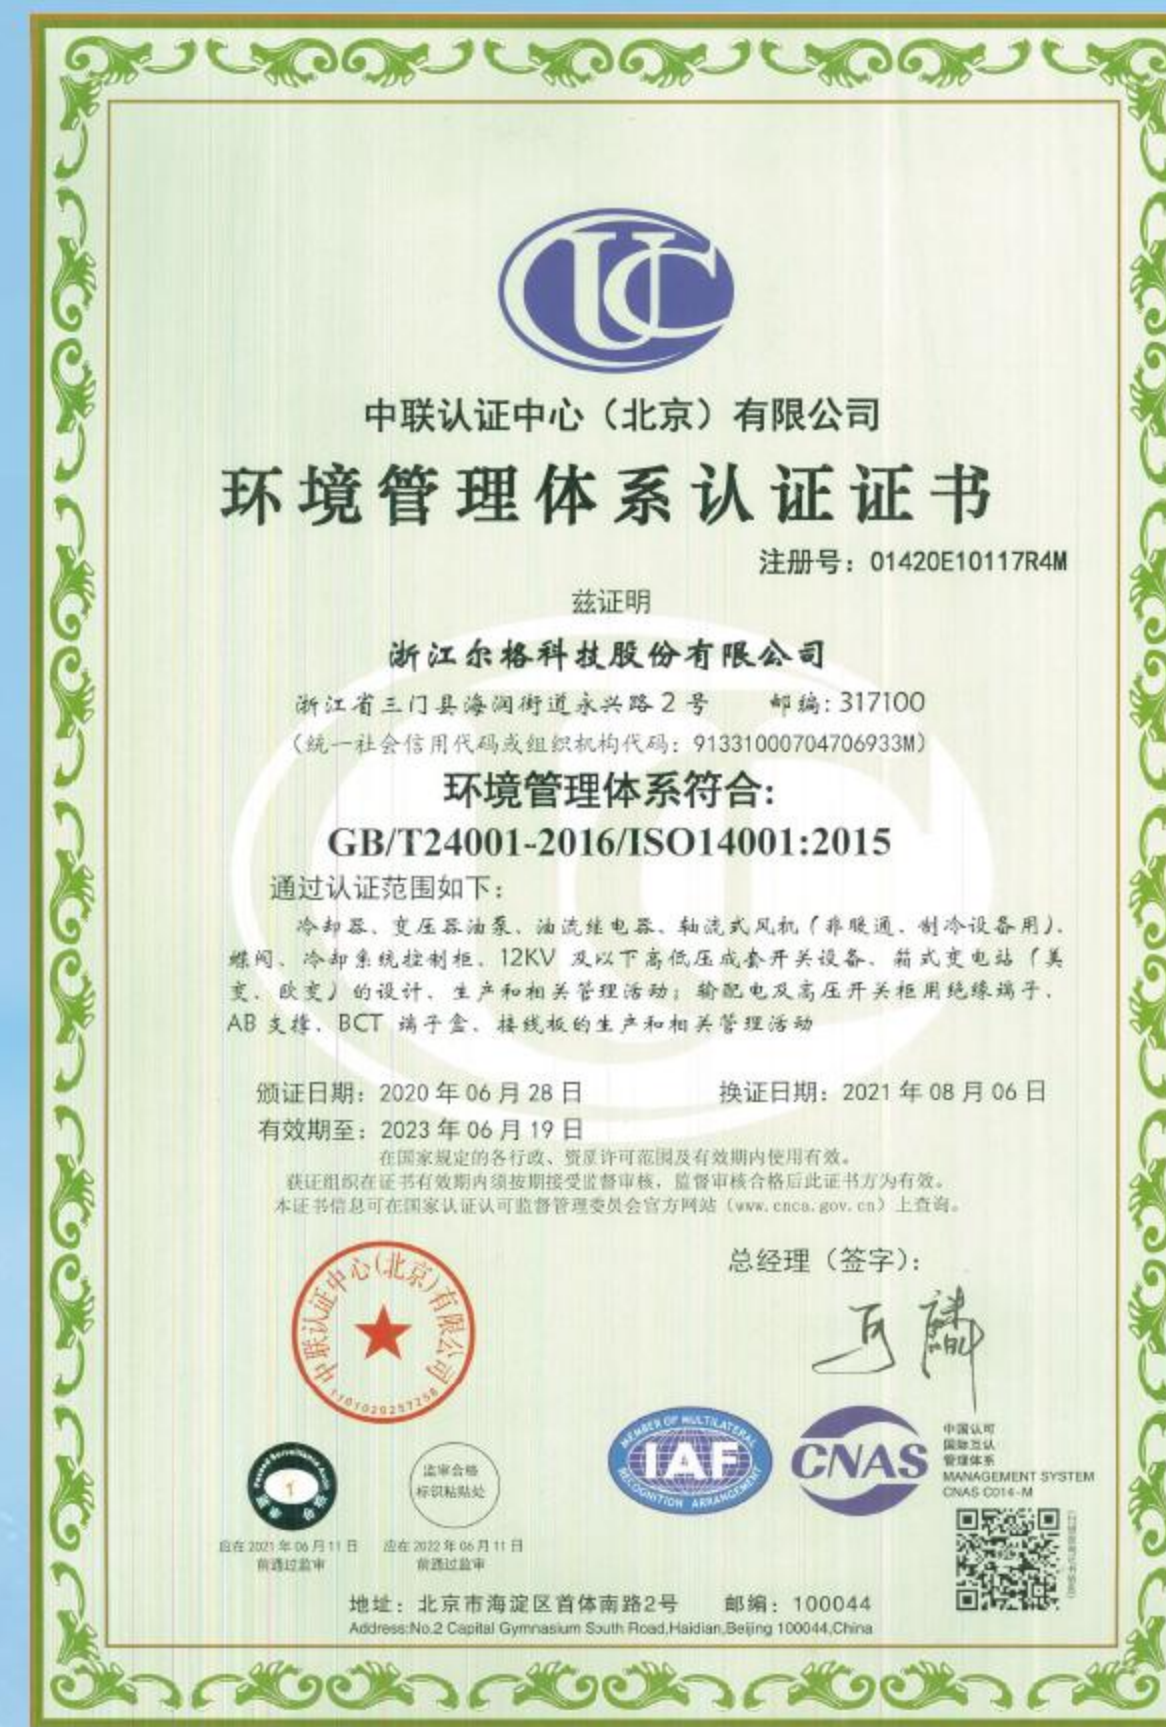 UC
中联认证中心（北京）有限公司
环境管理体系认证证书
注册号：01420E10117R4M
兹证明
浙江尔格科技股份有限公司
浙江省三门县海润街道永兴路2号 邮编:317100
（统一社会信用代码或组织机构代码：91331000704706933M）
环境管理体系符合:
GB/T24001-2016/ISO14001:2015
通过认证范围如下：
冷却器、变压器油泵、油流继电器、轴流式风机（非暖通、制冷设备用）、
蝶阀、冷却系统控制柜、12KV 及以下高低压成套开关设备、箱式变电站（美
变、欧变）的设计、生产和相关管理活动；输配电及高压开关柜用绝缘端子、
AB 支撑、BCT 端子盒、接线板的生产和相关管理活动
颁证日期：2020 年 06 月 28 日 换证日期：2021 年 08 月 06 日
有效期至：2023 年 06 月 19 日
在国家规定的各行政、资质许可范围及有效期内使用有效。
获证组织在证书有效期内须按期接受监督审核，监督审核合格后此证书方为有效。
本证书信息可在国家认证认可监督管理委员会官方网站（www.cnca.gov.cn）上查询。
总经理（签字）：
中联认证中心(北京)有限公司
1101020257258
Passed Surveillance Audit
1
监审合格
标识粘贴处
应在 2021 年 06 月 11 日
前通过监审
应在 2022 年 06 月 11 日
前通过监审
MEMBER OF MULTILATERAL
IAF
RECOGNITION ARRANGEMENT
CNAS
中国认可
国际互认
管理体系
MANAGEMENT SYSTEM
CNAS C014-M
地址：北京市海淀区首体南路2号 邮编：100044
Address:No.2 Capital Gymnasium South Road,Haidian,Beijing 100044,China